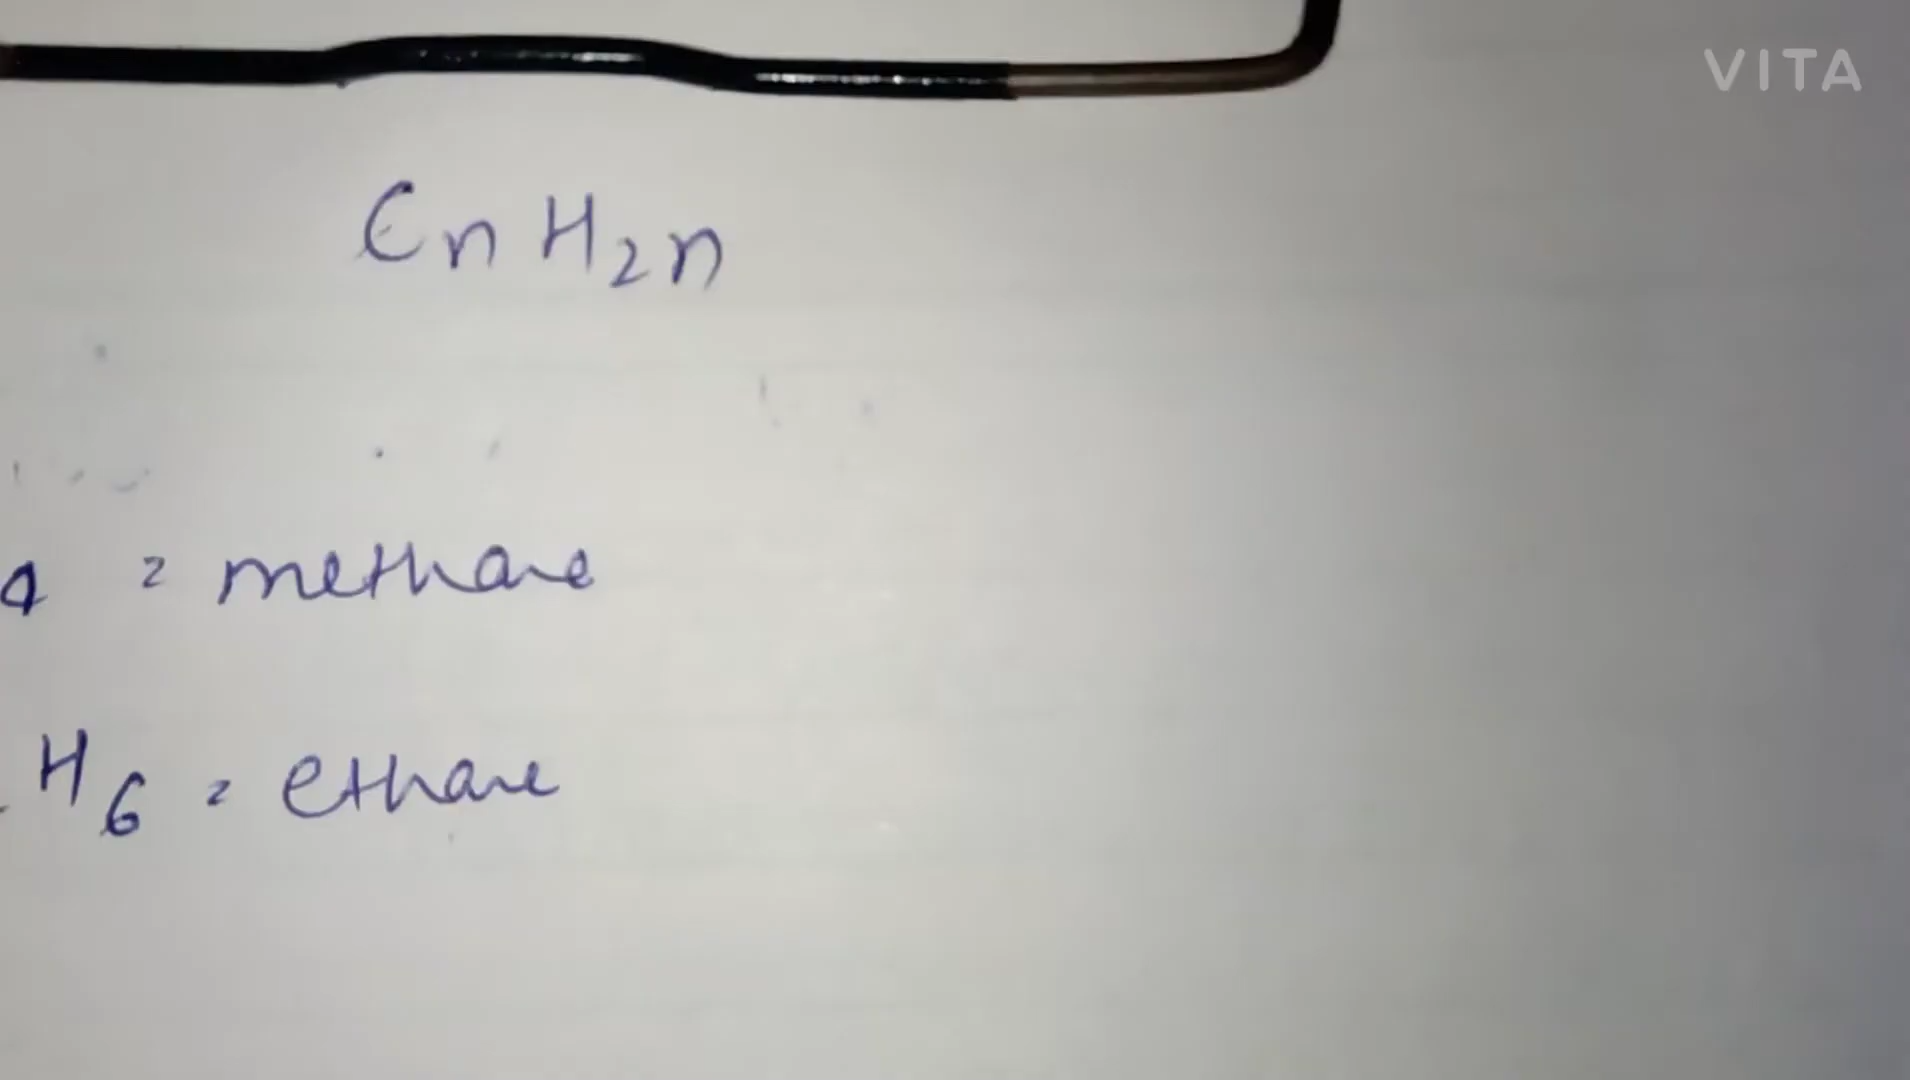 VITA
CnH2n
4 = methane
H6 = ethane